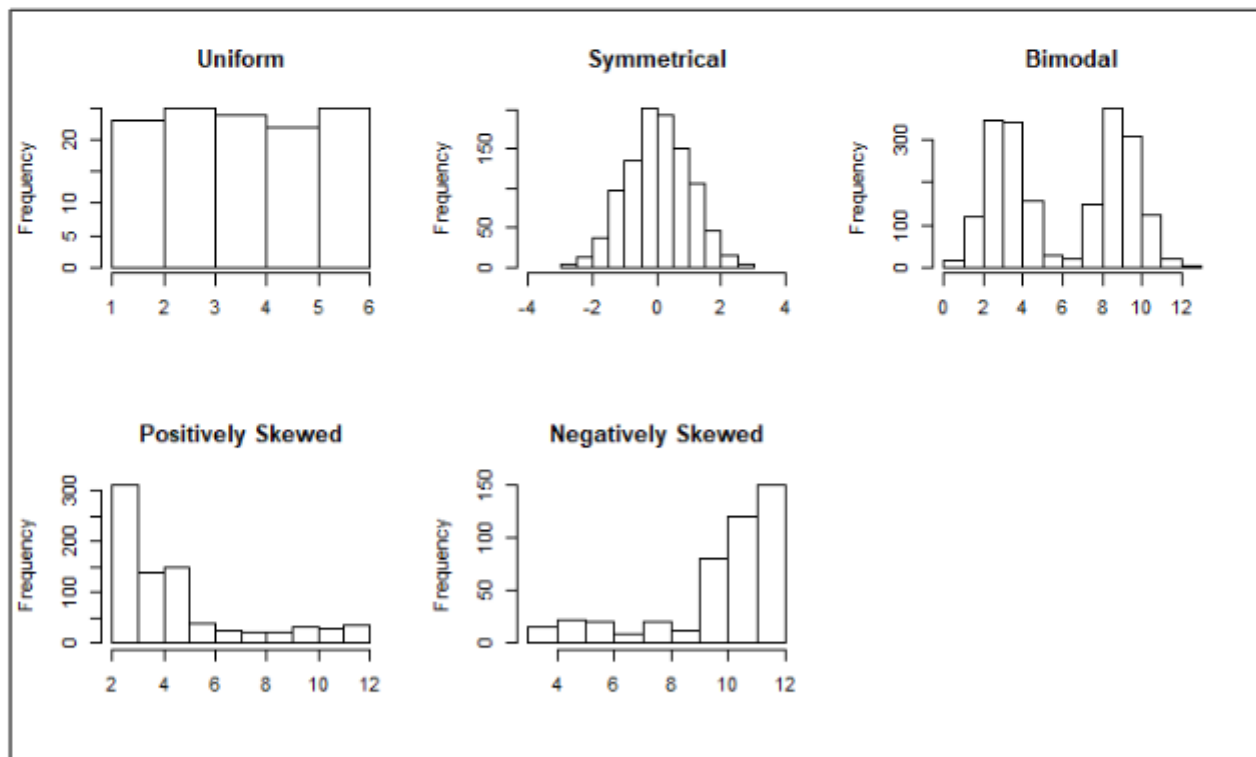 Uniform
Frequency
0 5 10 20
1 2 3 4 5 6
Symmetrical
Frequency
0 50 150
-4 -2 0 2 4
Bimodal
Frequency
0 100 300
0 2 4 6 8 10 12
Positively Skewed
Frequency
0 100 200 300
2 4 6 8 10 12
Negatively Skewed
Frequency
0 50 100 150
4 6 8 10 12